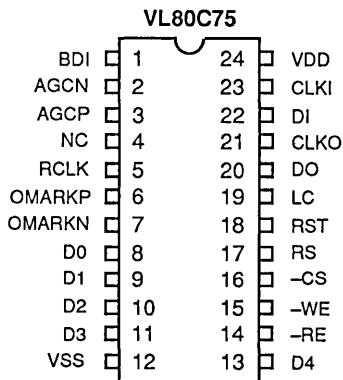 VL80C75
BDI 1 24 VDD
AGCN 2 23 CLKI
AGCP 3 22 DI
NC 4 21 CLKO
RCLK 5 20 DO
OMARKP 6 19 LC
OMARKN 7 18 RST
D0 8 17 RS
D1 9 16 –CS
D2 10 15 –WE
D3 11 14 –RE
VSS 12 13 D4